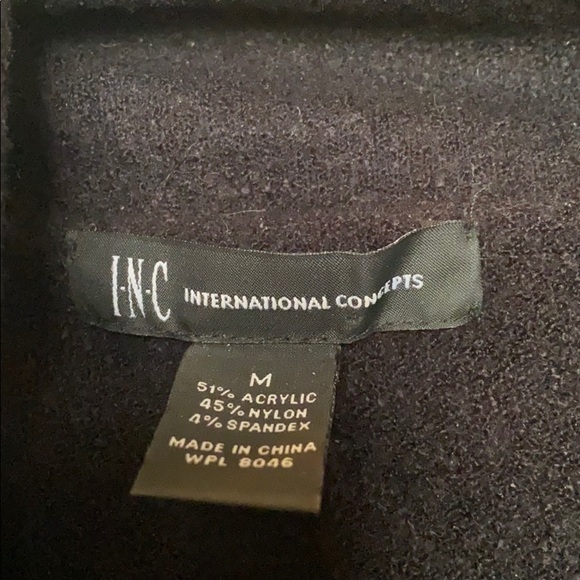 I·N·C INTERNATIONAL CONCEPTS
M
51% ACRYLIC
45% NYLON
4% SPANDEX
MADE IN CHINA
WPL 8046